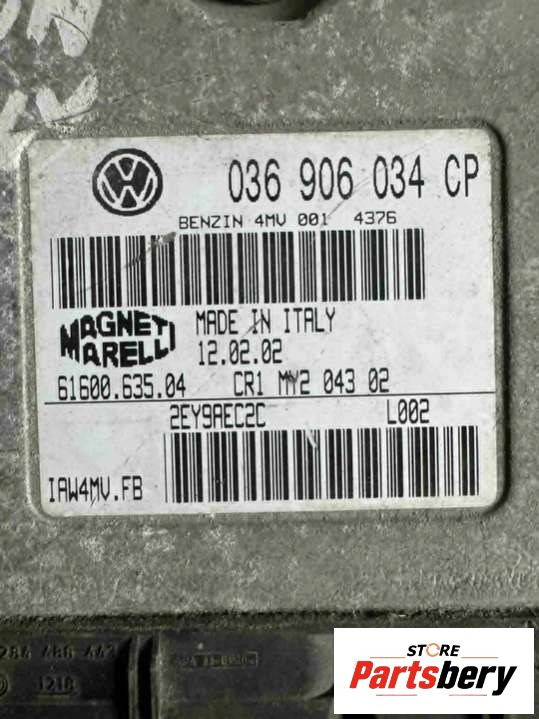 036 906 034 CP
BENZIN 4MV 001 4376
MAGNETI
MARELLI
MADE IN ITALY
12.02.02
61600.635.04 CR1 MY2 043 02
2EY9AEC2C L002
IAW4MV.FB
1218
STORE
Partsbery